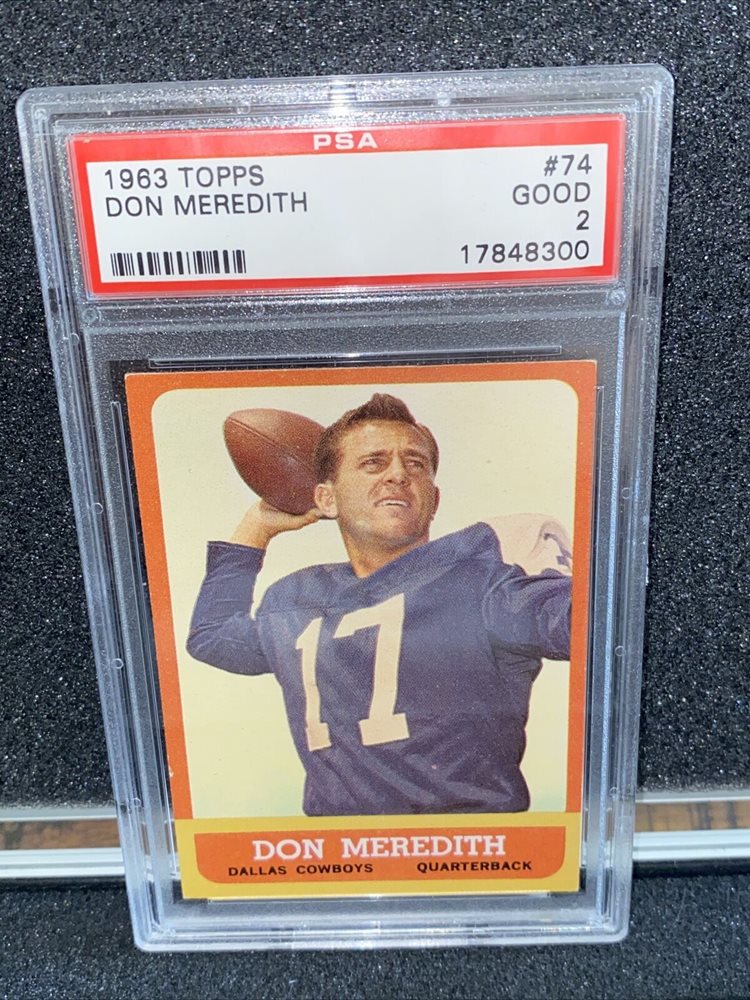 PSA
1963 TOPPS #74
DON MEREDITH GOOD
2
17848300
17
DON MEREDITH
DALLAS COWBOYS QUARTERBACK